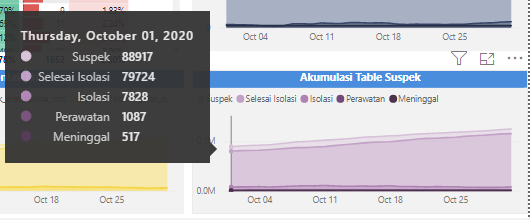 1.83%
Thursday, October 01, 2020
Suspek 88917
Selesai Isolasi 79724
Isolasi 7828
Perawatan 1087
Meninggal 517
Oct 04 Oct 11 Oct 18 Oct 25
Akumulasi Table Suspek
Suspek Selesai Isolasi Isolasi Perawatan Meninggal
0.0M
Oct 04 Oct 11 Oct 18 Oct 25
Oct 18 Oct 25